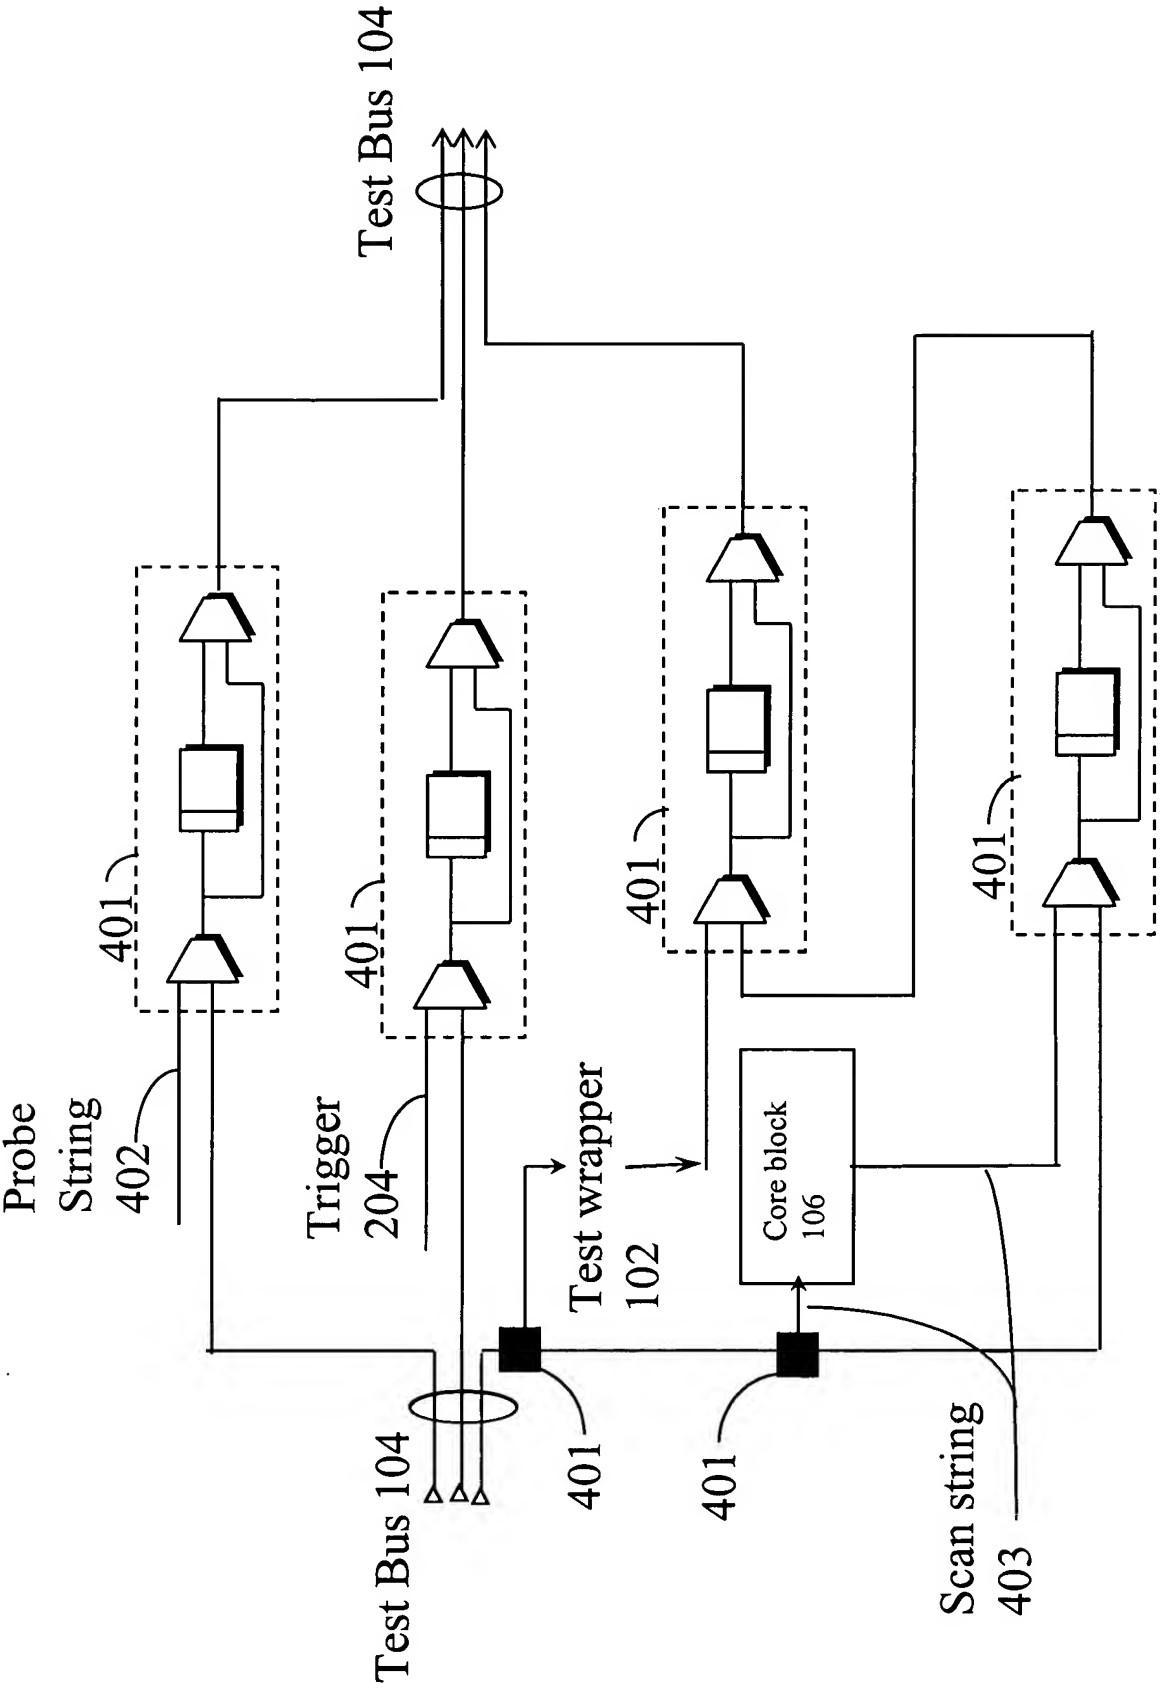 Probe
String
402
401
Test Bus 104
Trigger
204
401
Test wrapper
102
401
Core block
106
401
Test Bus 104
401
401
Scan string
403